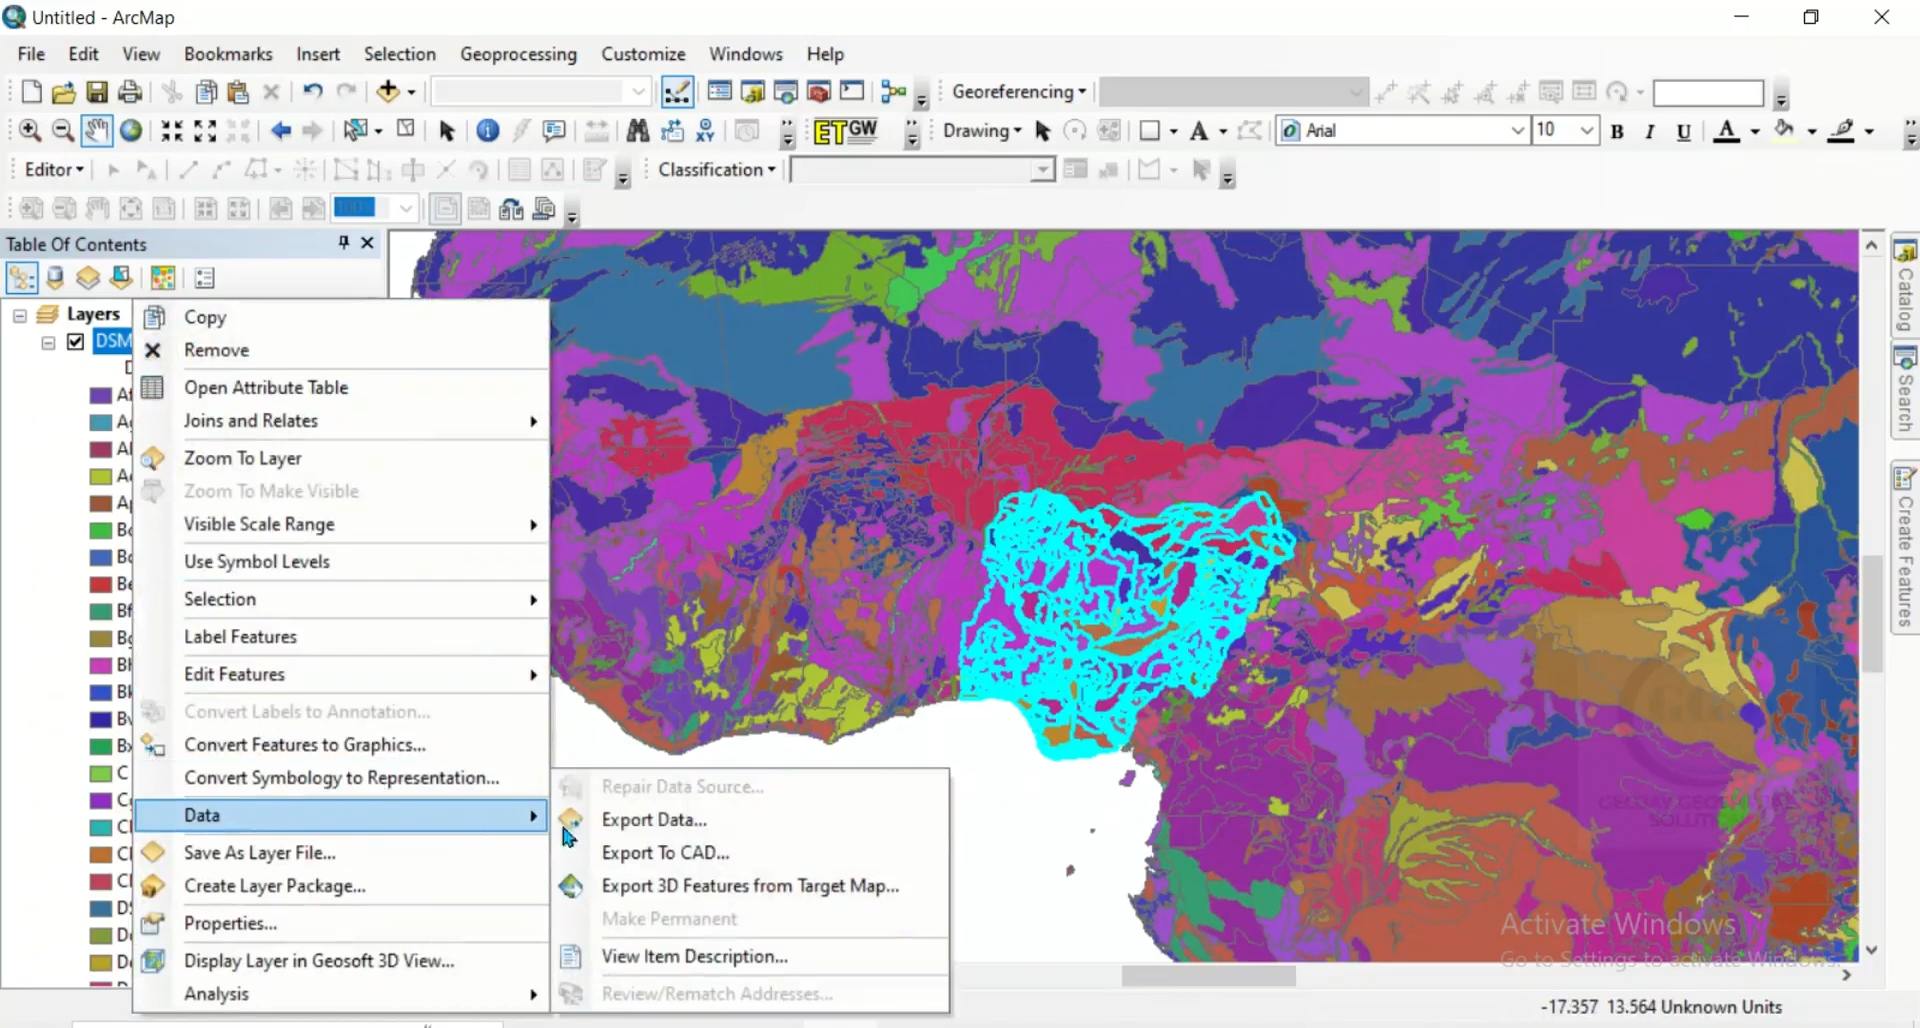 Untitled - ArcMap
File Edit View Bookmarks Insert Selection Geoprocessing Customize Windows Help
Georeferencing
ET GW Drawing A Arial 10 B I U A
Editor Classification
100%
Table Of Contents
Layers
DSM
Copy
Remove
Open Attribute Table
Joins and Relates
Zoom To Layer
Zoom To Make Visible
Visible Scale Range
Use Symbol Levels
Selection
Label Features
Edit Features
Convert Labels to Annotation...
Convert Features to Graphics...
Convert Symbology to Representation...
Data
Save As Layer File...
Create Layer Package...
Properties...
Display Layer in Geosoft 3D View...
Analysis
Repair Data Source...
Export Data...
Export To CAD...
Export 3D Features from Target Map...
Make Permanent
View Item Description...
Review/Rematch Addresses...
Catalog
Search
Create Features
Activate Windows
Go to Settings to activate Windows.
-17.357 13.564 Unknown Units